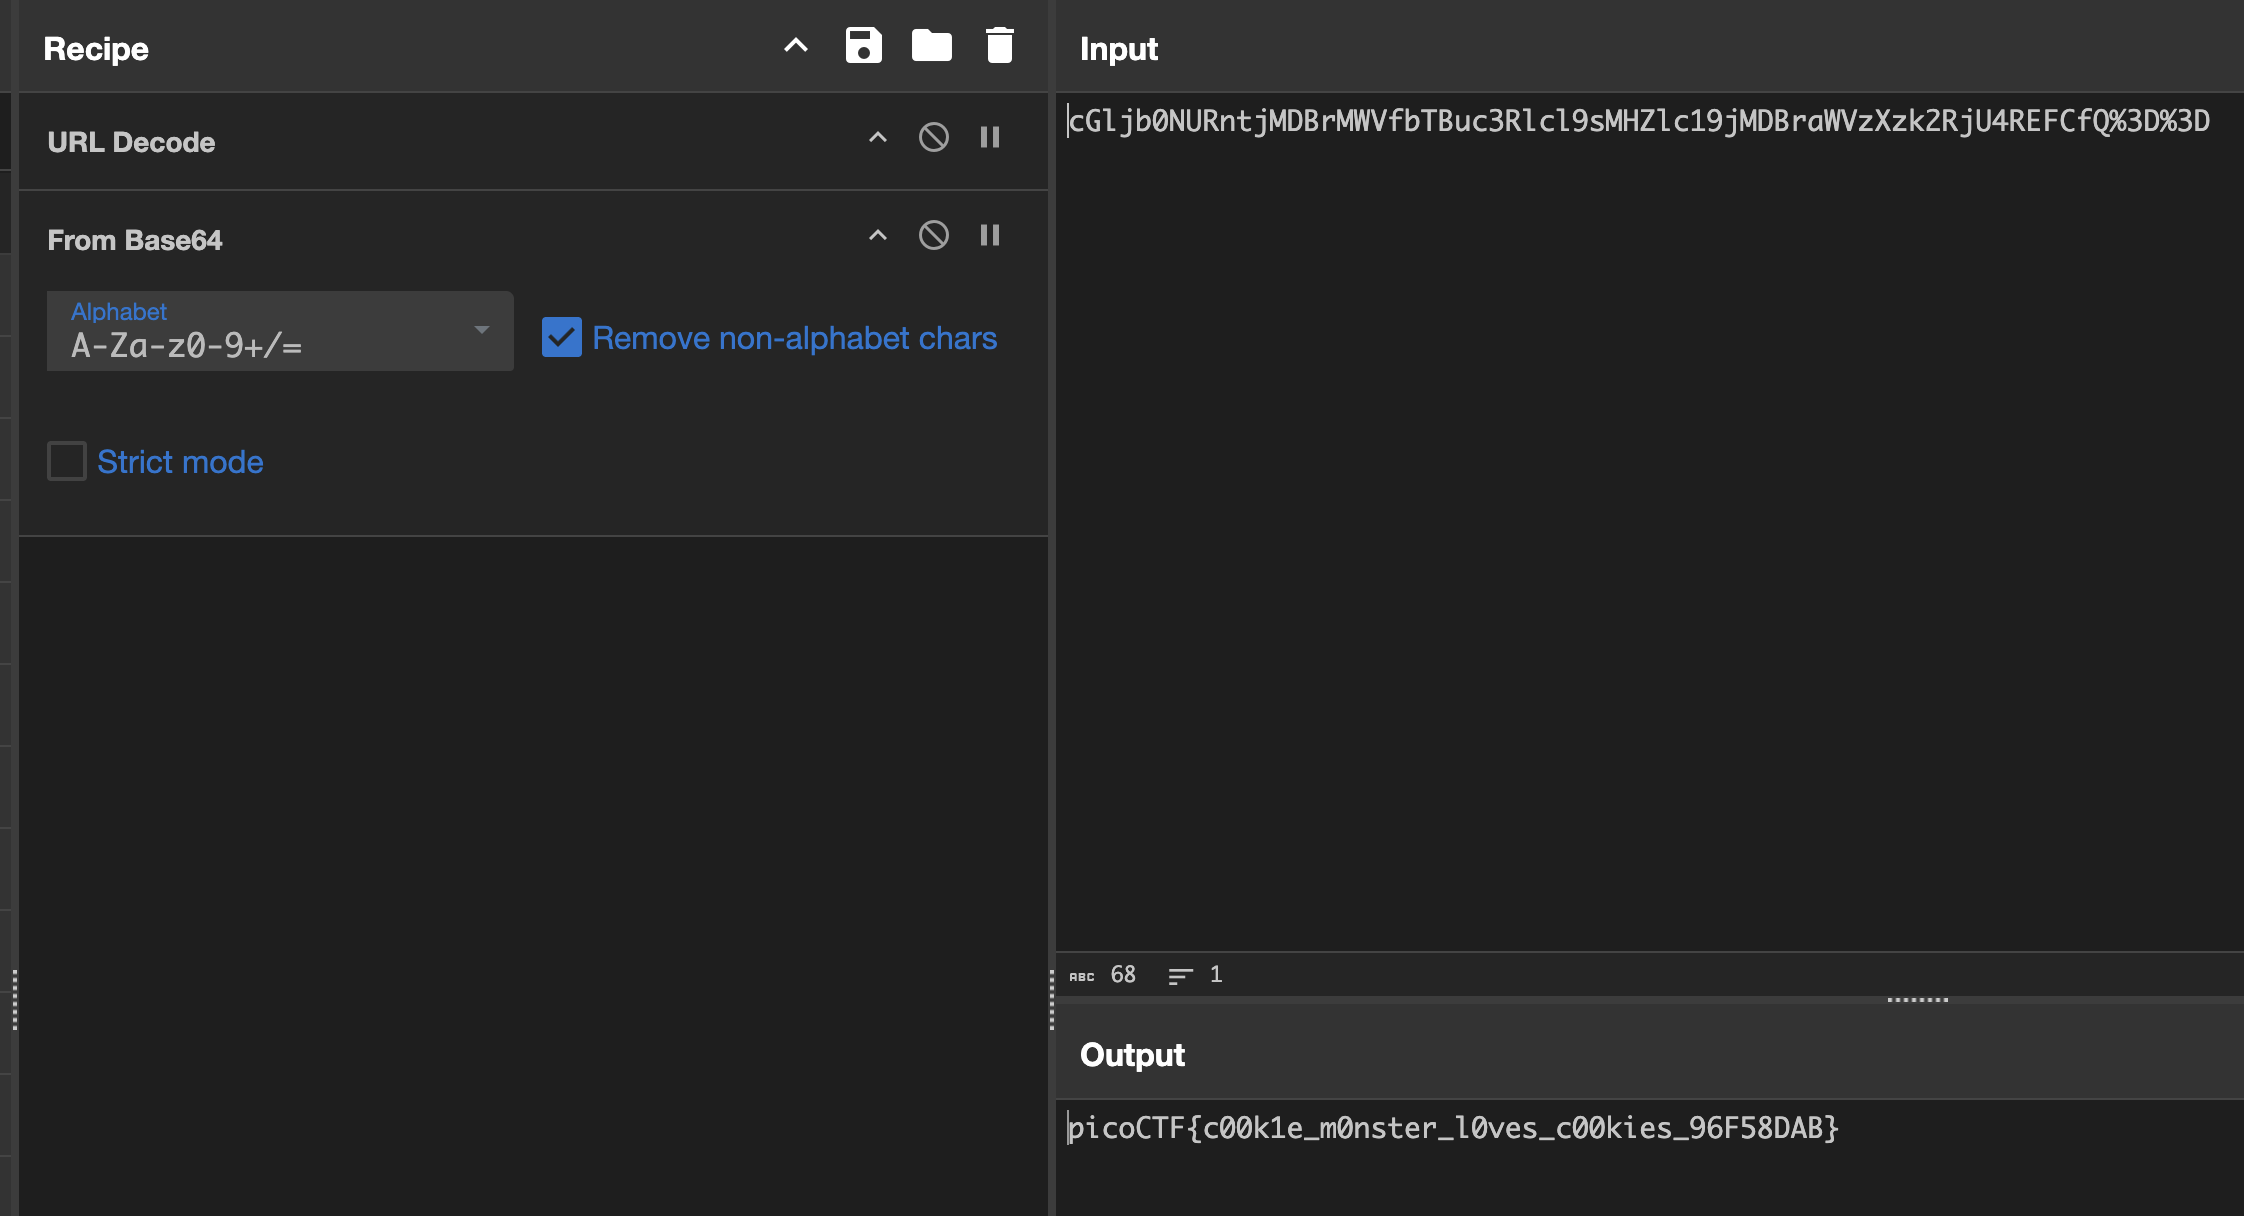 Recipe
URL Decode
From Base64
Alphabet
A-Za-z0-9+/=
Remove non-alphabet chars
Strict mode
Input
cGljb0NURntjMDBrMWVfbTBuc3Rlcl9sMHZlc19jMDBraWVzXzk2RjU4REFCfQ%3D%3D
ABC 68 1
Output
picoCTF{c00k1e_m0nster_l0ves_c00kies_96F58DAB}